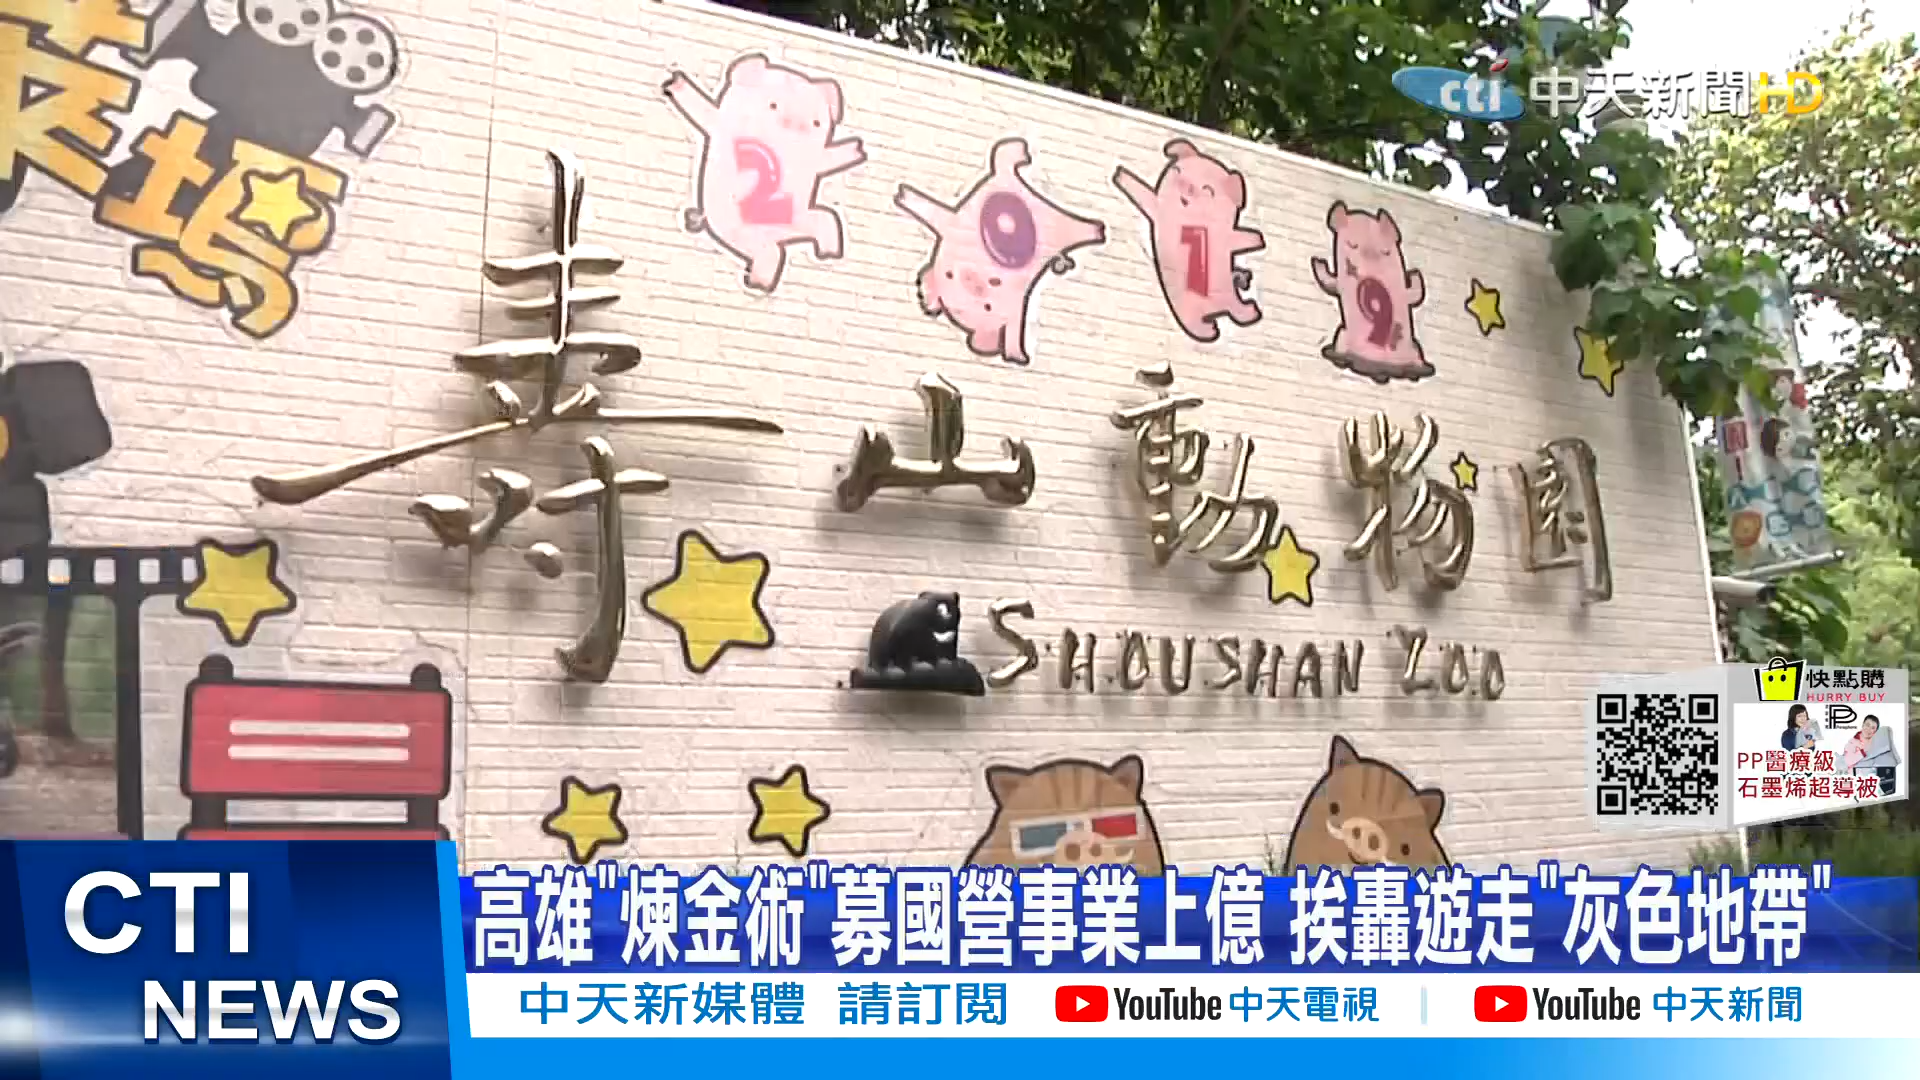 cti 中天新聞HD
2019
壽山動物園
SHOUSHAN ZOO
快點購
HURRY BUY
PP醫療級
石墨烯超導被
CTI
NEWS
高雄"煉金術"募國營事業上億 挨轟遊走"灰色地帶"
中天新媒體 請訂閱 YouTube 中天電視 | YouTube 中天新聞